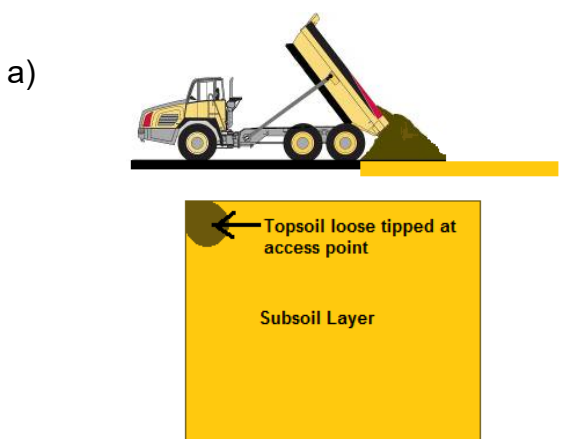 a)
Topsoil loose tipped at
access point
Subsoil Layer